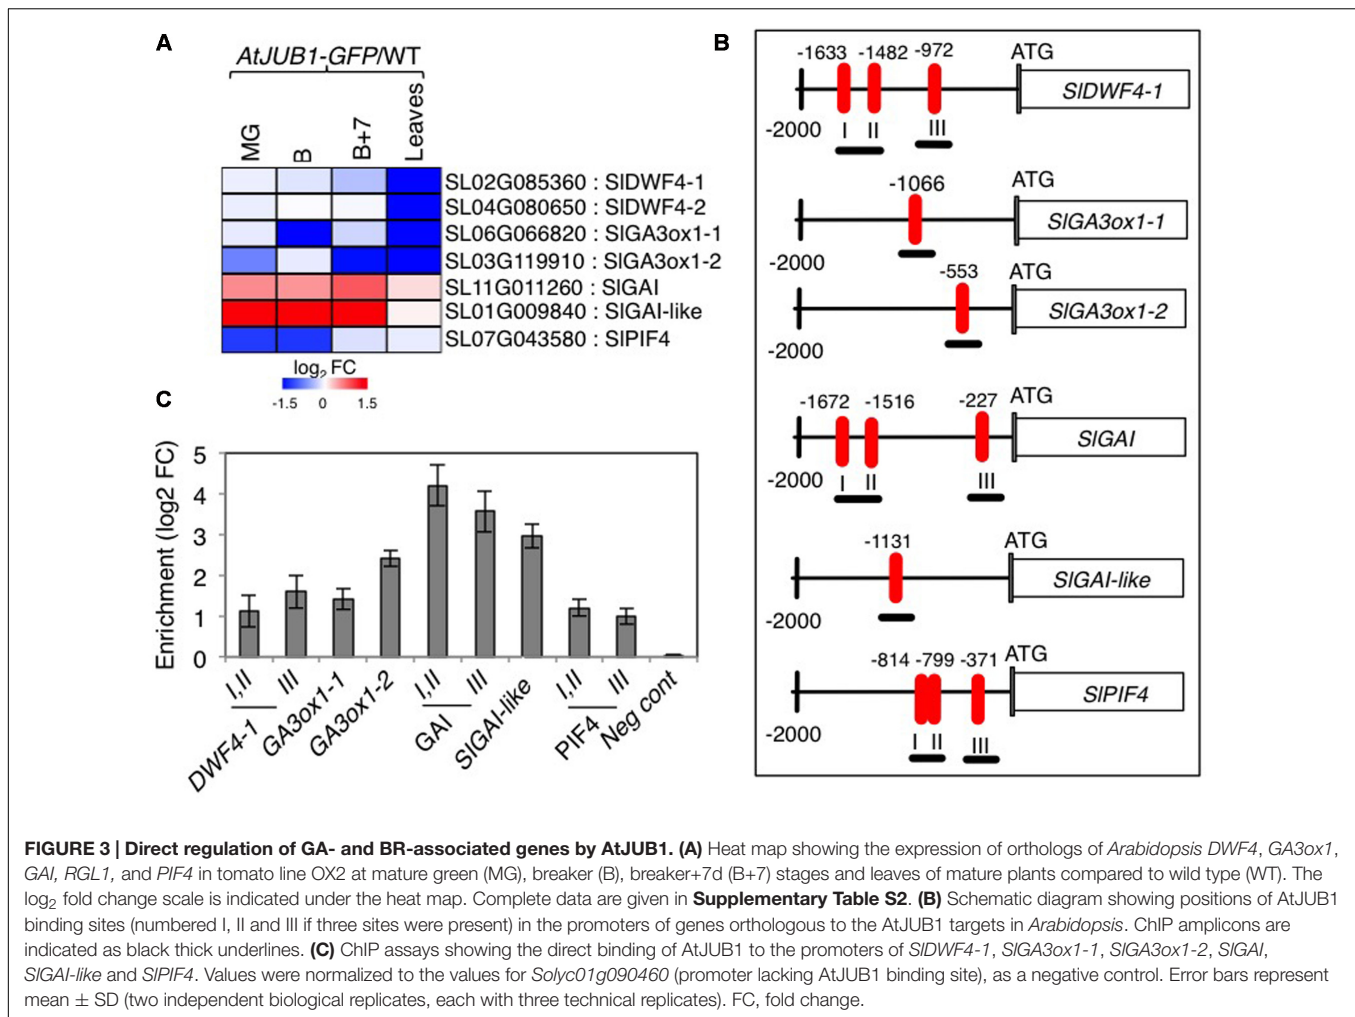 A
AtJUB1-GFP/WT
MG
B
B+7
Leaves
SL02G085360 : SlDWF4-1
SL04G080650 : SlDWF4-2
SL06G066820 : SlGA3ox1-1
SL03G119910 : SlGA3ox1-2
SL11G011260 : SlGAI
SL01G009840 : SlGAI-like
SL07G043580 : SlPIF4
log2 FC
-1.5 0 1.5
B
-1633 -1482 -972 ATG
SlDWF4-1
-2000 I II III
-1066 ATG
SlGA3ox1-1
-2000
-553 ATG
SlGA3ox1-2
-2000
-1672 -1516 -227 ATG
SlGAI
-2000 I II III
-1131 ATG
SlGAI-like
-2000
-814 -799 -371 ATG
SlPIF4
-2000 I II III
C
Enrichment (log2 FC)
5
4
3
2
1
0
I,II
III
DWF4-1
GA3ox1-1
GA3ox1-2
I,II
III
GAI
SlGAI-like
I,II
III
PIF4
Neg cont
FIGURE 3 | Direct regulation of GA- and BR-associated genes by AtJUB1. (A) Heat map showing the expression of orthologs of Arabidopsis DWF4, GA3ox1,
GAI, RGL1, and PIF4 in tomato line OX2 at mature green (MG), breaker (B), breaker+7d (B+7) stages and leaves of mature plants compared to wild type (WT). The
log2 fold change scale is indicated under the heat map. Complete data are given in Supplementary Table S2. (B) Schematic diagram showing positions of AtJUB1
binding sites (numbered I, II and III if three sites were present) in the promoters of genes orthologous to the AtJUB1 targets in Arabidopsis. ChIP amplicons are
indicated as black thick underlines. (C) ChIP assays showing the direct binding of AtJUB1 to the promoters of SlDWF4-1, SlGA3ox1-1, SlGA3ox1-2, SlGAI,
SlGAI-like and SlPIF4. Values were normalized to the values for Solyc01g090460 (promoter lacking AtJUB1 binding site), as a negative control. Error bars represent
mean ± SD (two independent biological replicates, each with three technical replicates). FC, fold change.